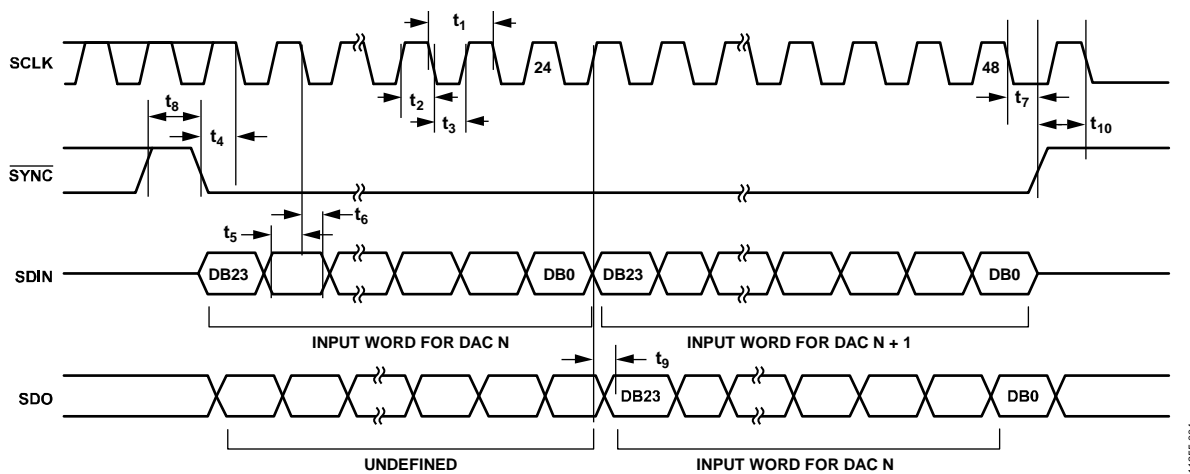 t1
SCLK
24
48
t2
t3
t7
t8
t4
t10
SYNC
t6
t5
SDIN
DB23
DB0
DB23
DB0
INPUT WORD FOR DAC N
INPUT WORD FOR DAC N + 1
t9
SDO
DB23
DB0
UNDEFINED
INPUT WORD FOR DAC N